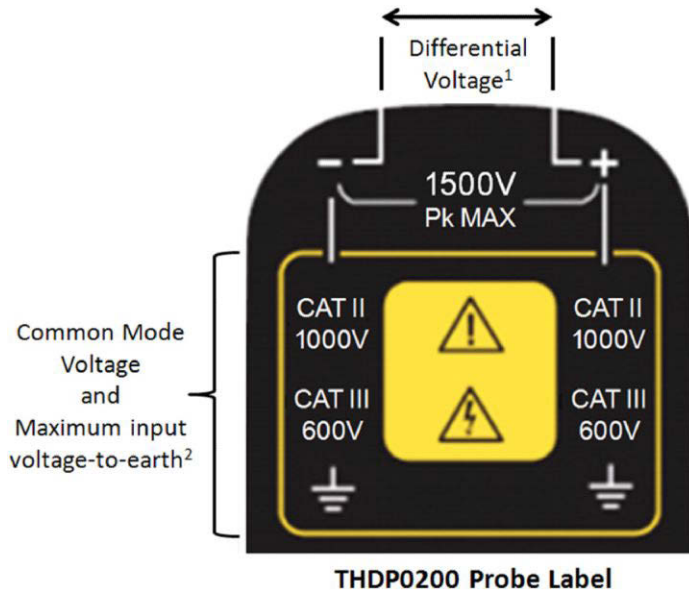 Differential
Voltage¹
- +
1500V
Pk MAX
Common Mode
Voltage
and
Maximum input
voltage-to-earth²
CAT II
1000V
CAT III
600V
CAT II
1000V
CAT III
600V
THDP0200 Probe Label